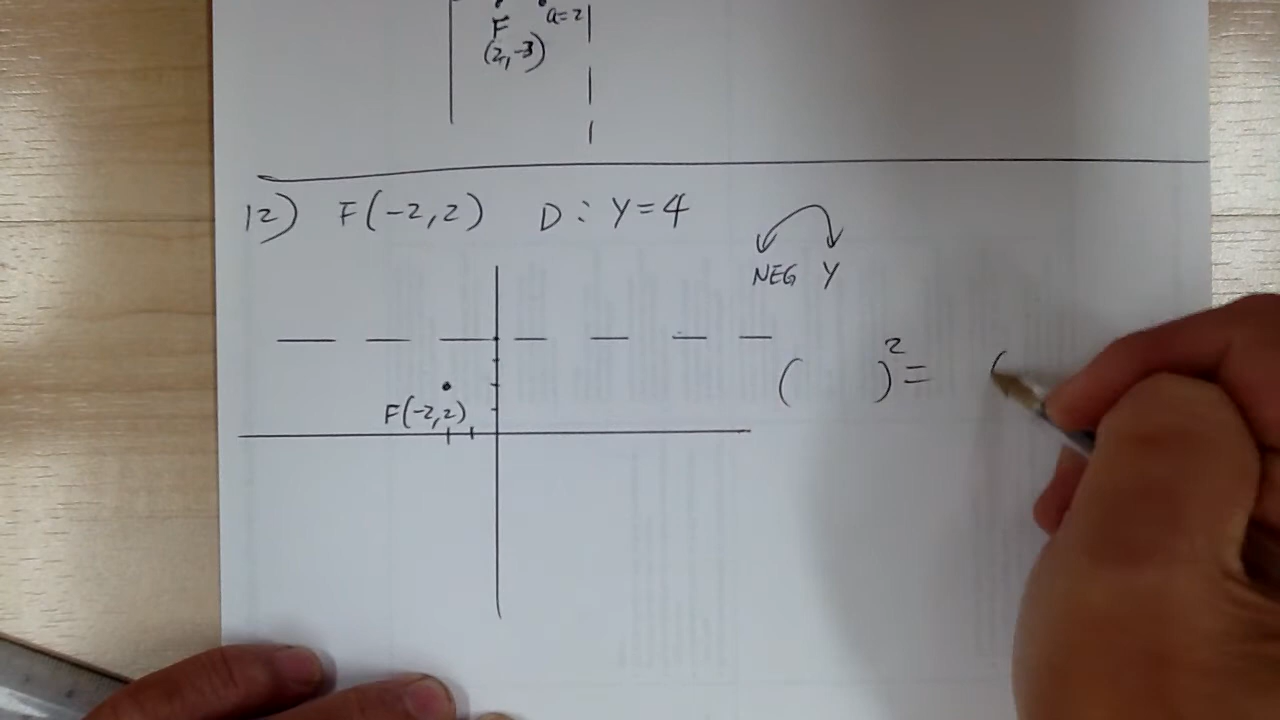 F a=2
(2,-3)
12) F(-2,2) D: Y=4
NEG Y
F(-2,2)
( )² = (